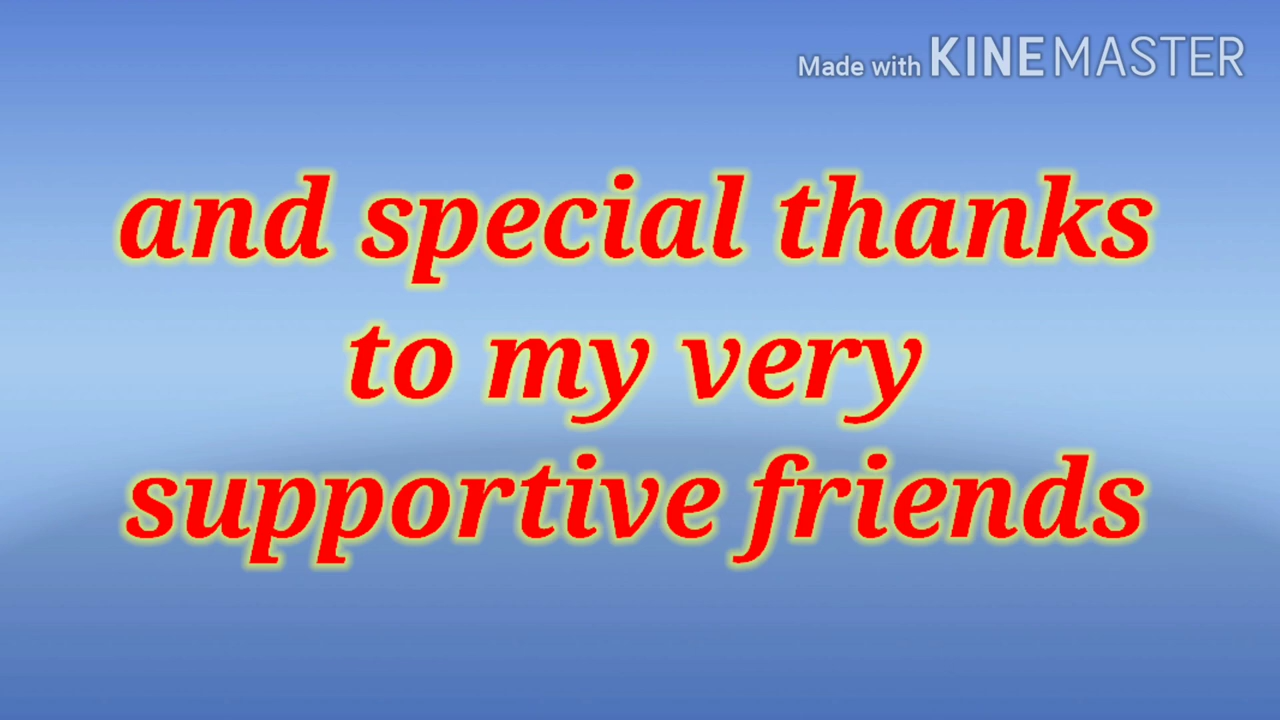 Made with KINEMASTER
and special thanks
to my very
supportive friends